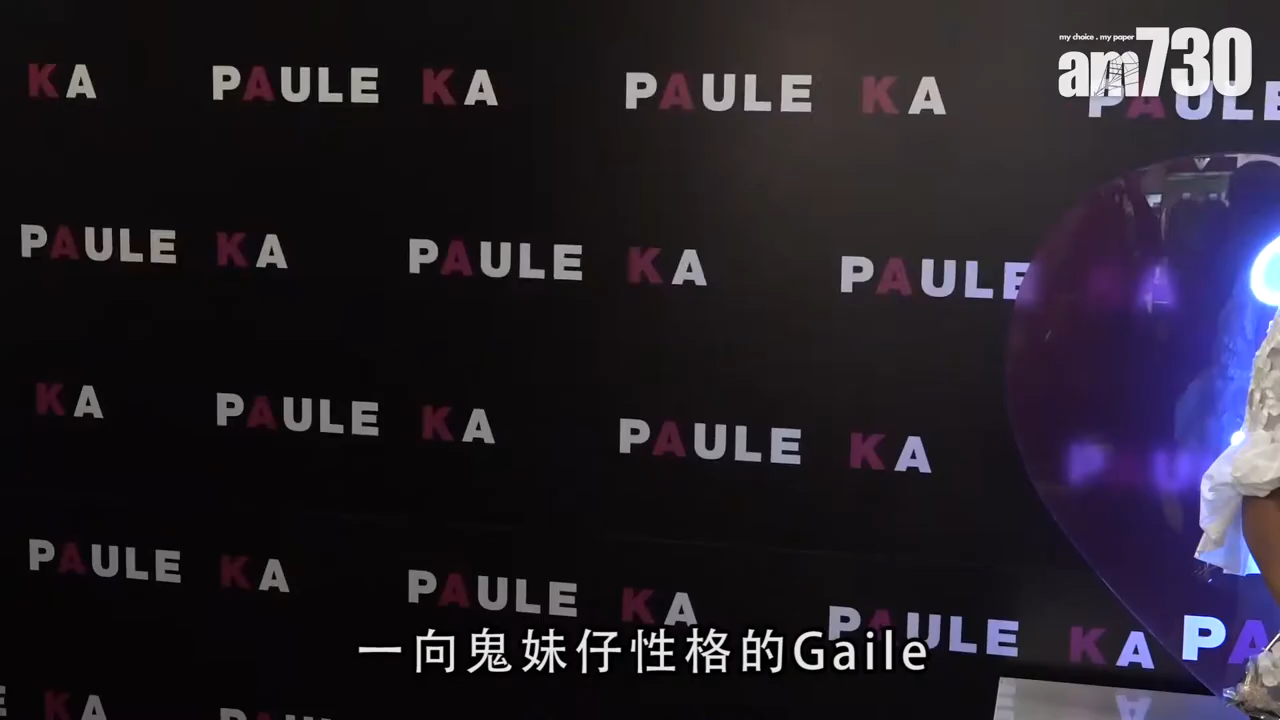 my choice . my paper
am730
KA PAULE KA PAULE KA PAULE
PAULE KA PAULE KA PAULE
KA PAULE KA PAULE KA
PAULE KA PAULE KA PAULE KA PA
一向鬼妹仔性格的Gaile
KA